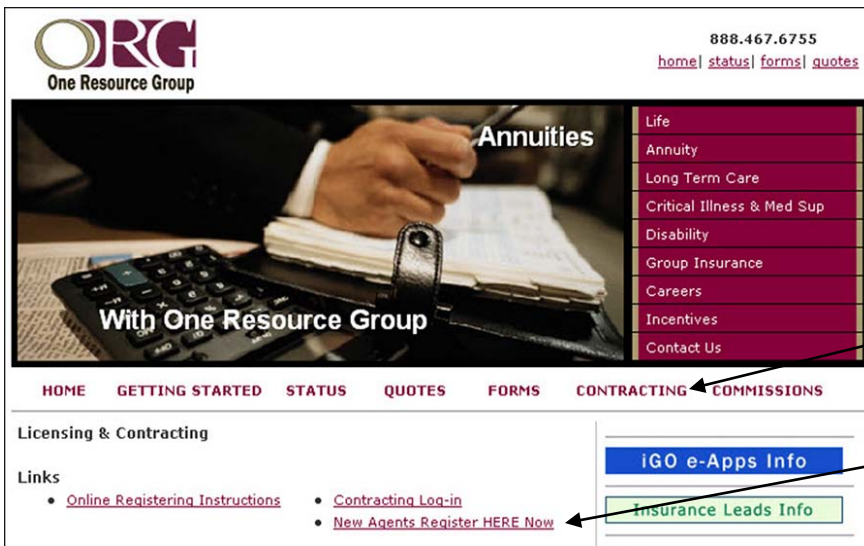 ORG
One Resource Group
888.467.6755
home| status| forms| quotes
Annuities
With One Resource Group
Life
Annuity
Long Term Care
Critical Illness & Med Sup
Disability
Group Insurance
Careers
Incentives
Contact Us
HOME GETTING STARTED STATUS QUOTES FORMS CONTRACTING COMMISSIONS
Licensing & Contracting
Links
• Online Registering Instructions
• Contracting Log-in
• New Agents Register HERE Now
iGO e-Apps Info
Insurance Leads Info